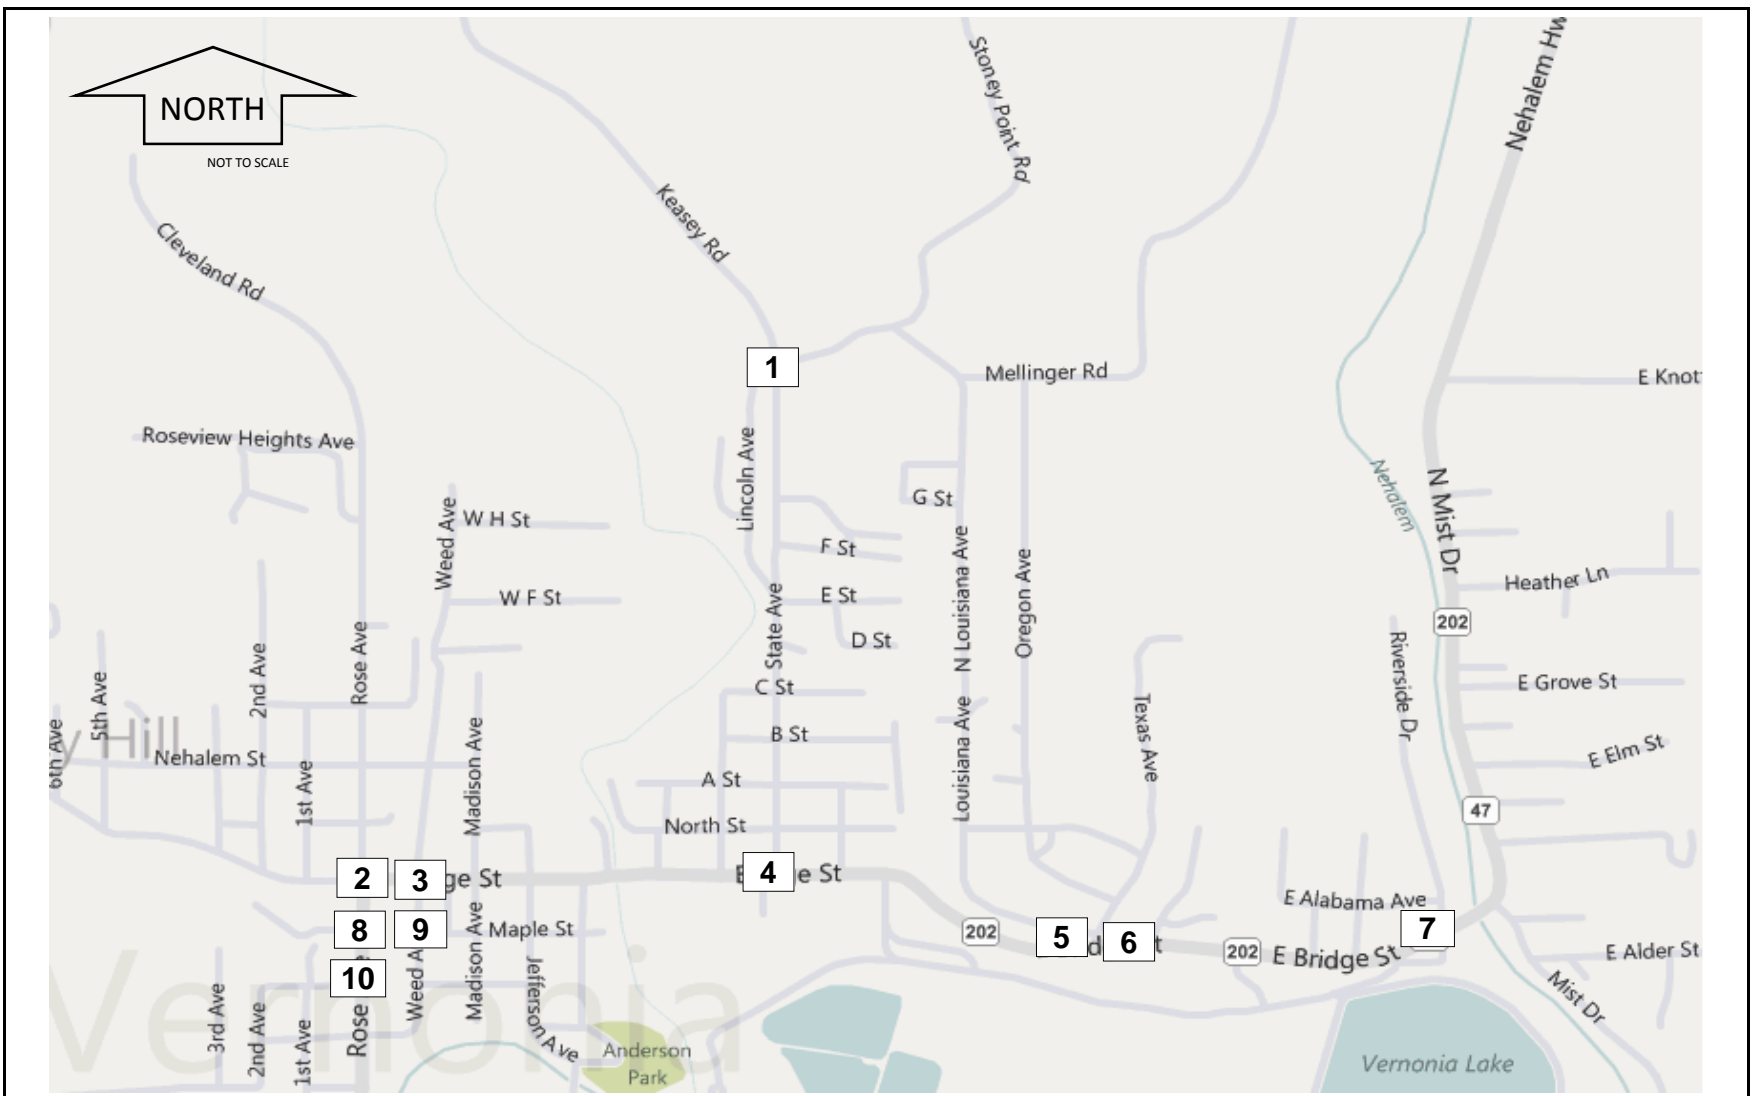 NORTH
NOT TO SCALE
Nehalem Hw
Stoney Point Rd
Keasey Rd
Cleveland Rd
1
Mellinger Rd
E Knot
Roseview Heights Ave
Lincoln Ave
G St
Nehalem
N Mist Dr
Weed Ave
W H St
F St
N Louisiana Ave
Oregon Ave
Heather Ln
W F St
E St
State Ave
D St
202
Rose Ave
2nd Ave
5th Ave
Riverside Dr
E Grove St
C St
Texas Ave
y Hill
6th Ave
Nehalem St
Madison Ave
B St
Louisiana Ave
E Elm St
1st Ave
A St
47
North St
2
3
ge St
4
e St
E Alabama Ave
8
9
Maple St
202
5
6
202
E Bridge St
7
E Alder St
Madison Ave
Weed A
10
Jefferson Ave
Mist Dr
3rd Ave
2nd Ave
1st Ave
Rose
Vernonia
Anderson
Park
Vernonia Lake